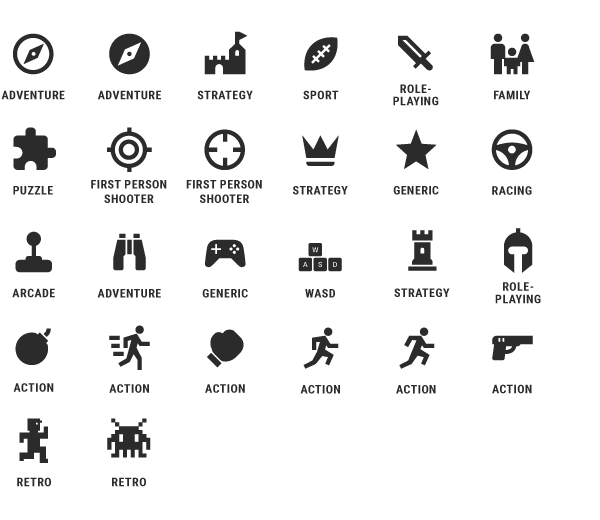 ADVENTURE
ADVENTURE
STRATEGY
SPORT
ROLE-
PLAYING
FAMILY
PUZZLE
FIRST PERSON
SHOOTER
FIRST PERSON
SHOOTER
STRATEGY
GENERIC
RACING
ARCADE
ADVENTURE
GENERIC
W
A S D
WASD
STRATEGY
ROLE-
PLAYING
ACTION
ACTION
ACTION
ACTION
ACTION
ACTION
RETRO
RETRO